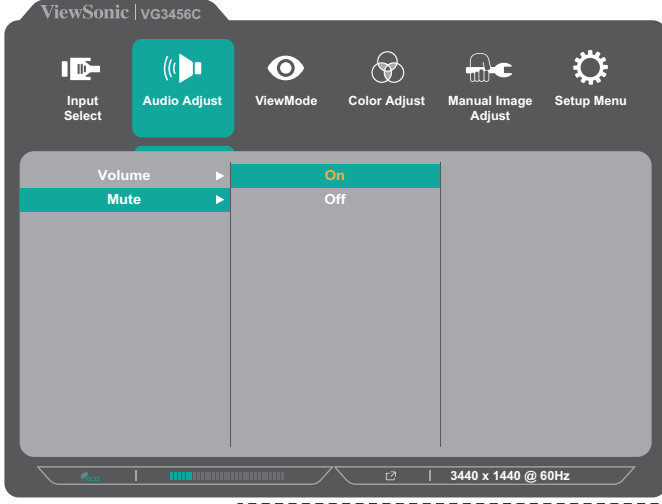 ViewSonic | VG3456C
Input Select
Audio Adjust
ViewMode
Color Adjust
Manual Image Adjust
Setup Menu
Volume
On
Mute
Off
eco
3440 x 1440 @ 60Hz